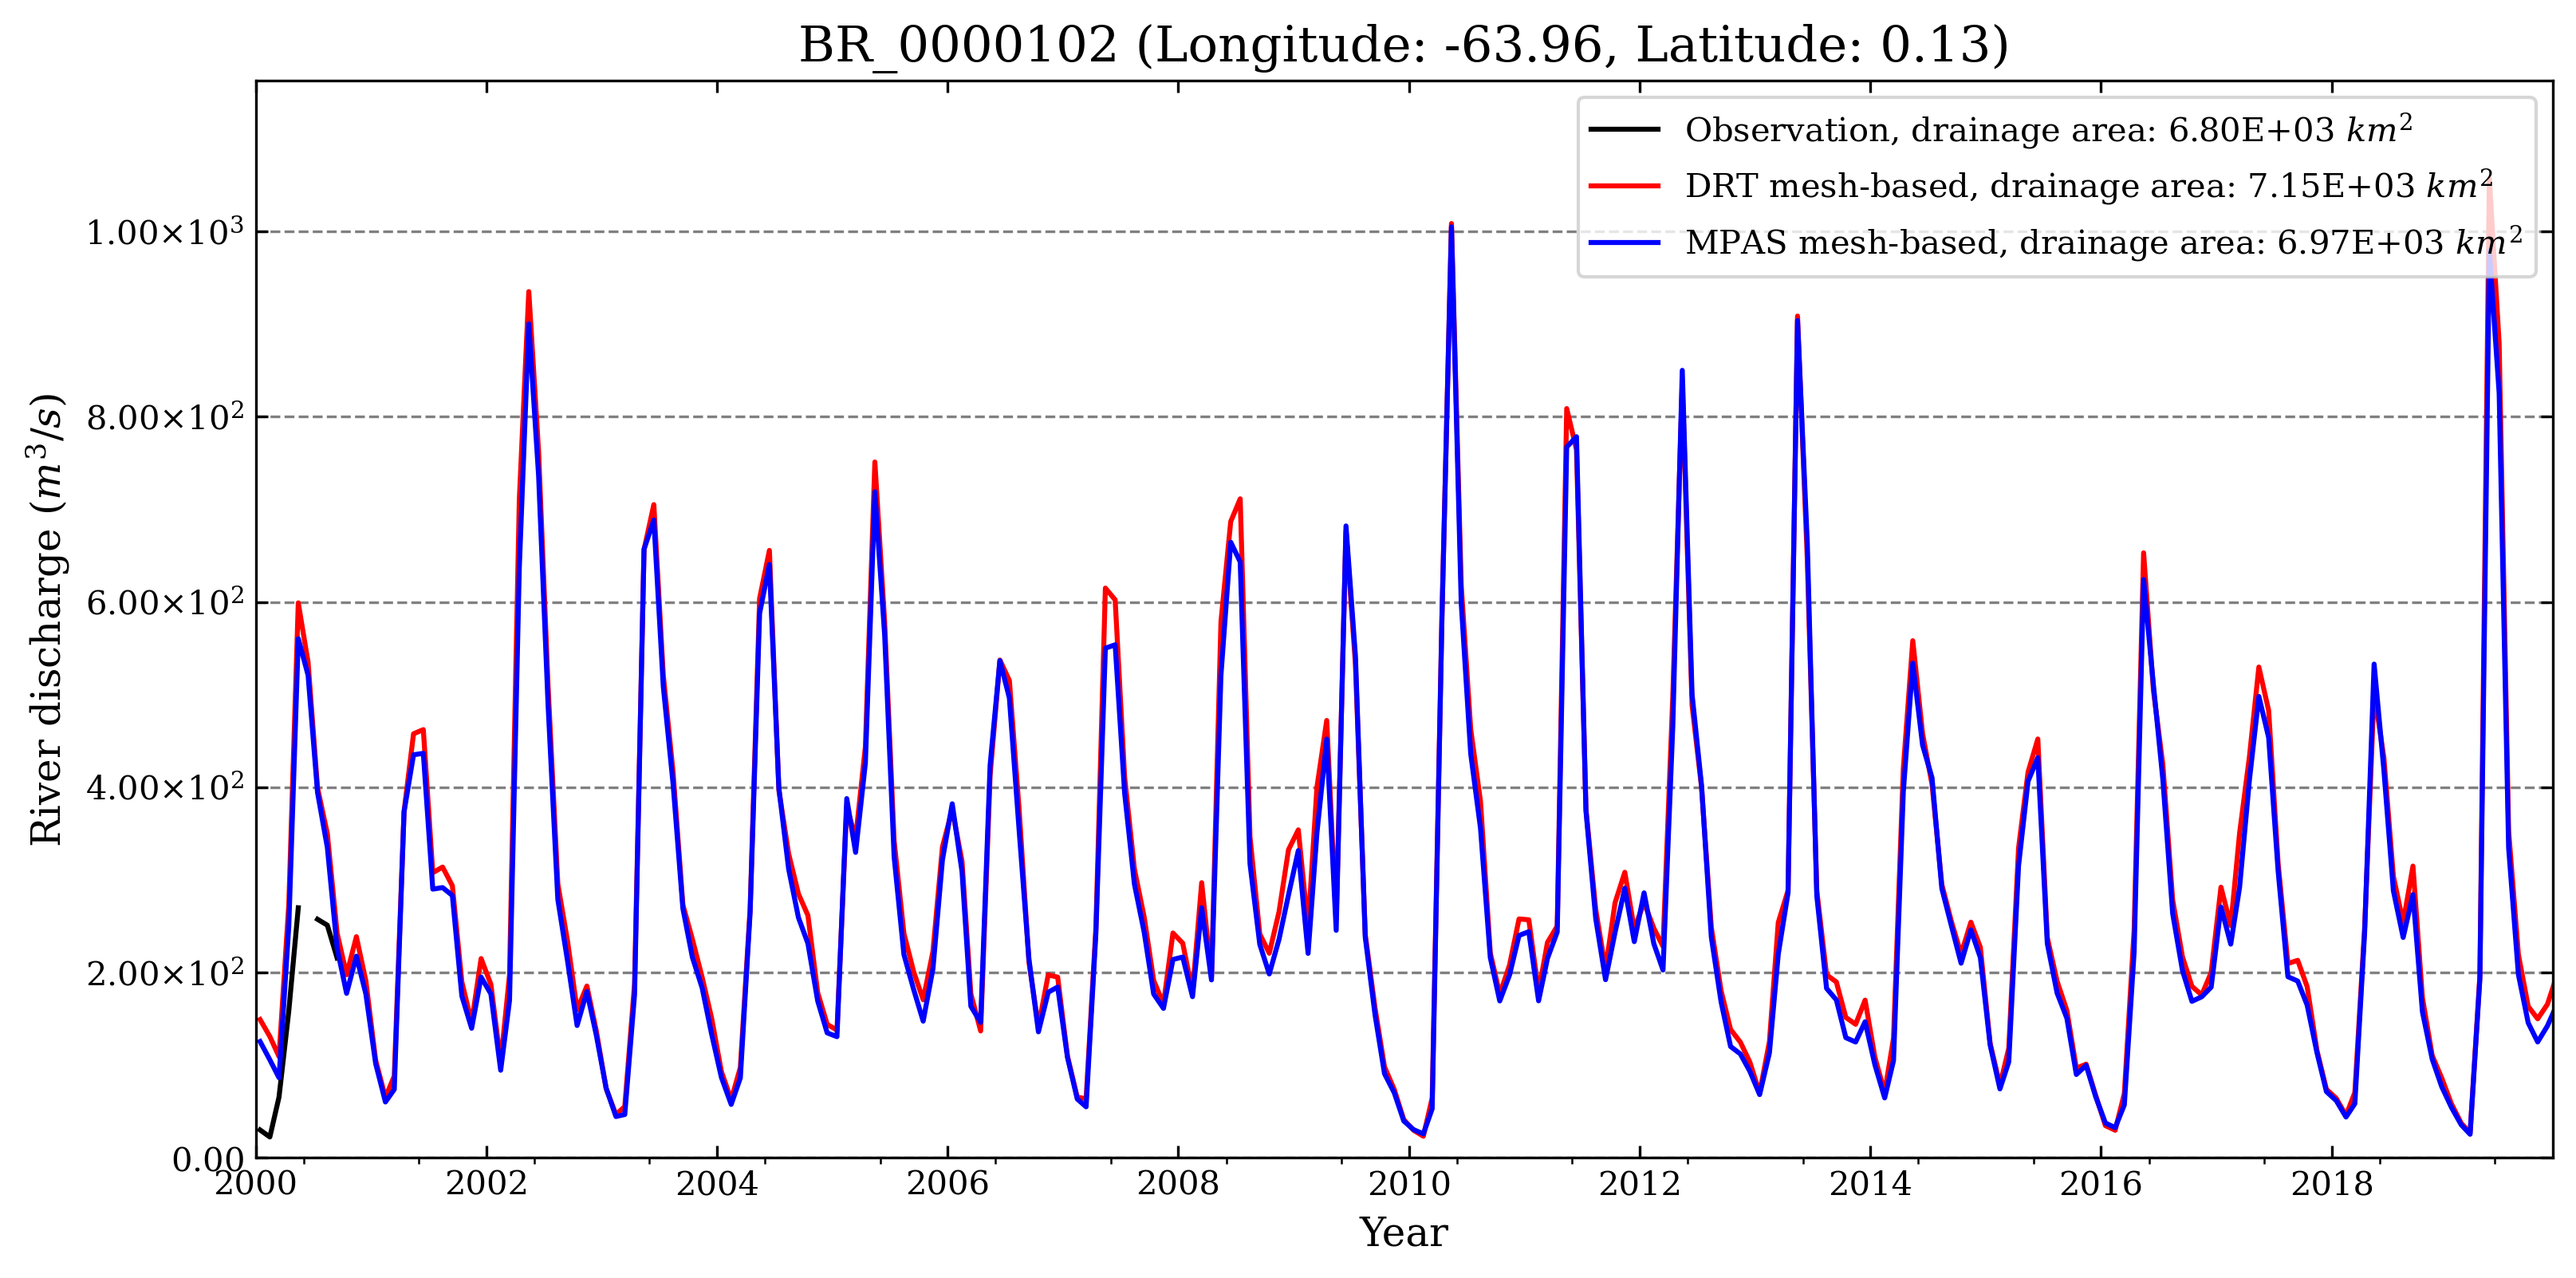 BR_0000102 (Longitude: -63.96, Latitude: 0.13)
Observation, drainage area: 6.80E+03 km²
DRT mesh-based, drainage area: 7.15E+03 km²
MPAS mesh-based, drainage area: 6.97E+03 km²
River discharge (m³/s)
1.00×10³
8.00×10²
6.00×10²
4.00×10²
2.00×10²
0.00
2000 2002 2004 2006 2008 2010 2012 2014 2016 2018
Year